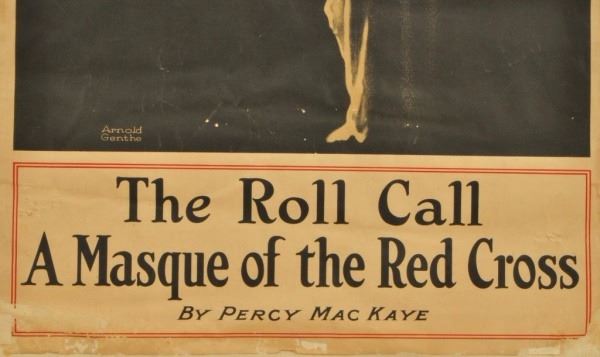 Arnold
Genthe
The Roll Call
A Masque of the Red Cross
BY PERCY MAC KAYE